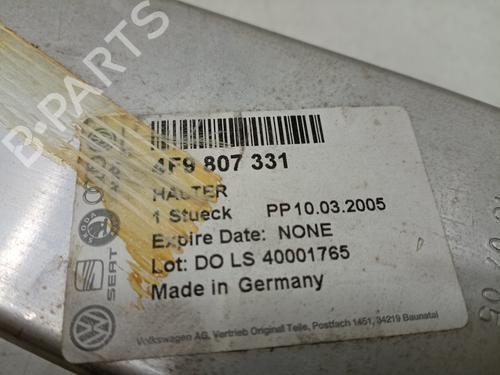 B-PARTS
4F9 807 331
HALTER
1 Stueck PP10.03.2005
Expire Date: NONE
Lot: DO LS 40001765
Made in Germany
Volkswagen AG, Vertrieb Original Teile, Postfach 1451, 34219 Baunatal
SEAT
SKODA